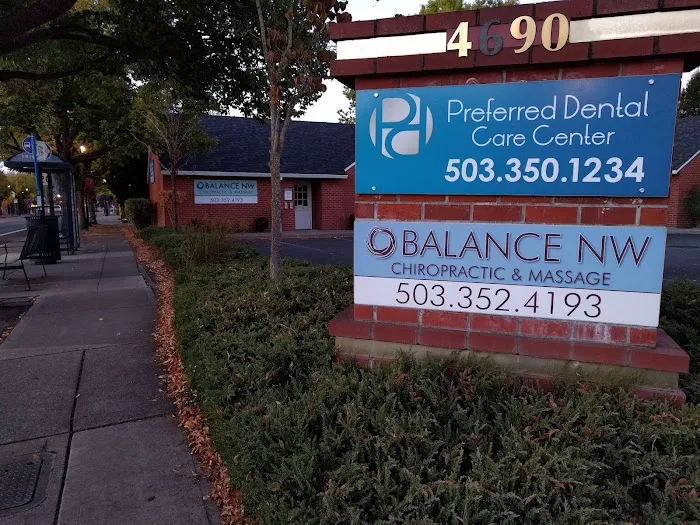 4690
Preferred Dental
Care Center
503.350.1234
BALANCE NW
CHIROPRACTIC & MASSAGE
503.352.4193
BALANCE NW
CHIROPRACTIC & MASSAGE
503.352.4193